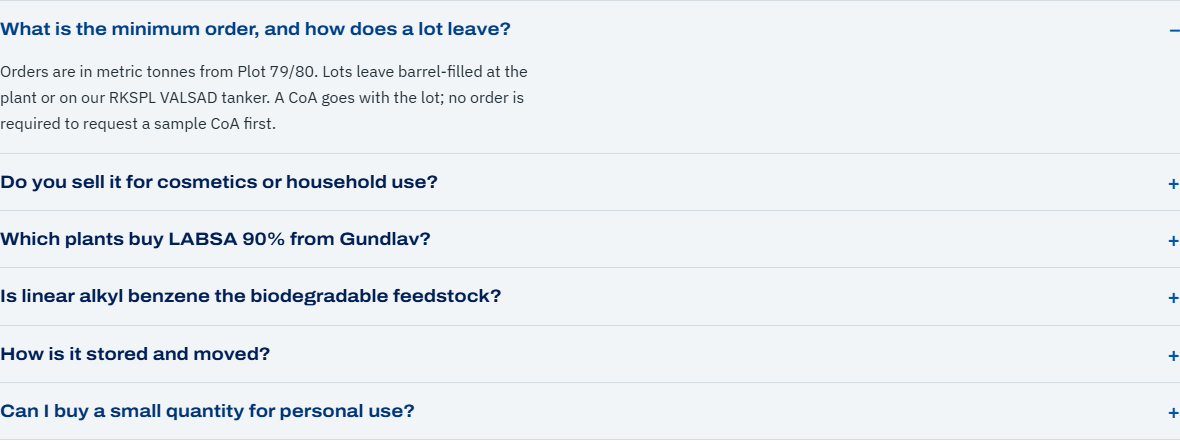 What is the minimum order, and how does a lot leave? –
Orders are in metric tonnes from Plot 79/80. Lots leave barrel-filled at the
plant or on our RKSPL VALSAD tanker. A CoA goes with the lot; no order is
required to request a sample CoA first.
Do you sell it for cosmetics or household use? +
Which plants buy LABSA 90% from Gundlav? +
Is linear alkyl benzene the biodegradable feedstock? +
How is it stored and moved? +
Can I buy a small quantity for personal use? +